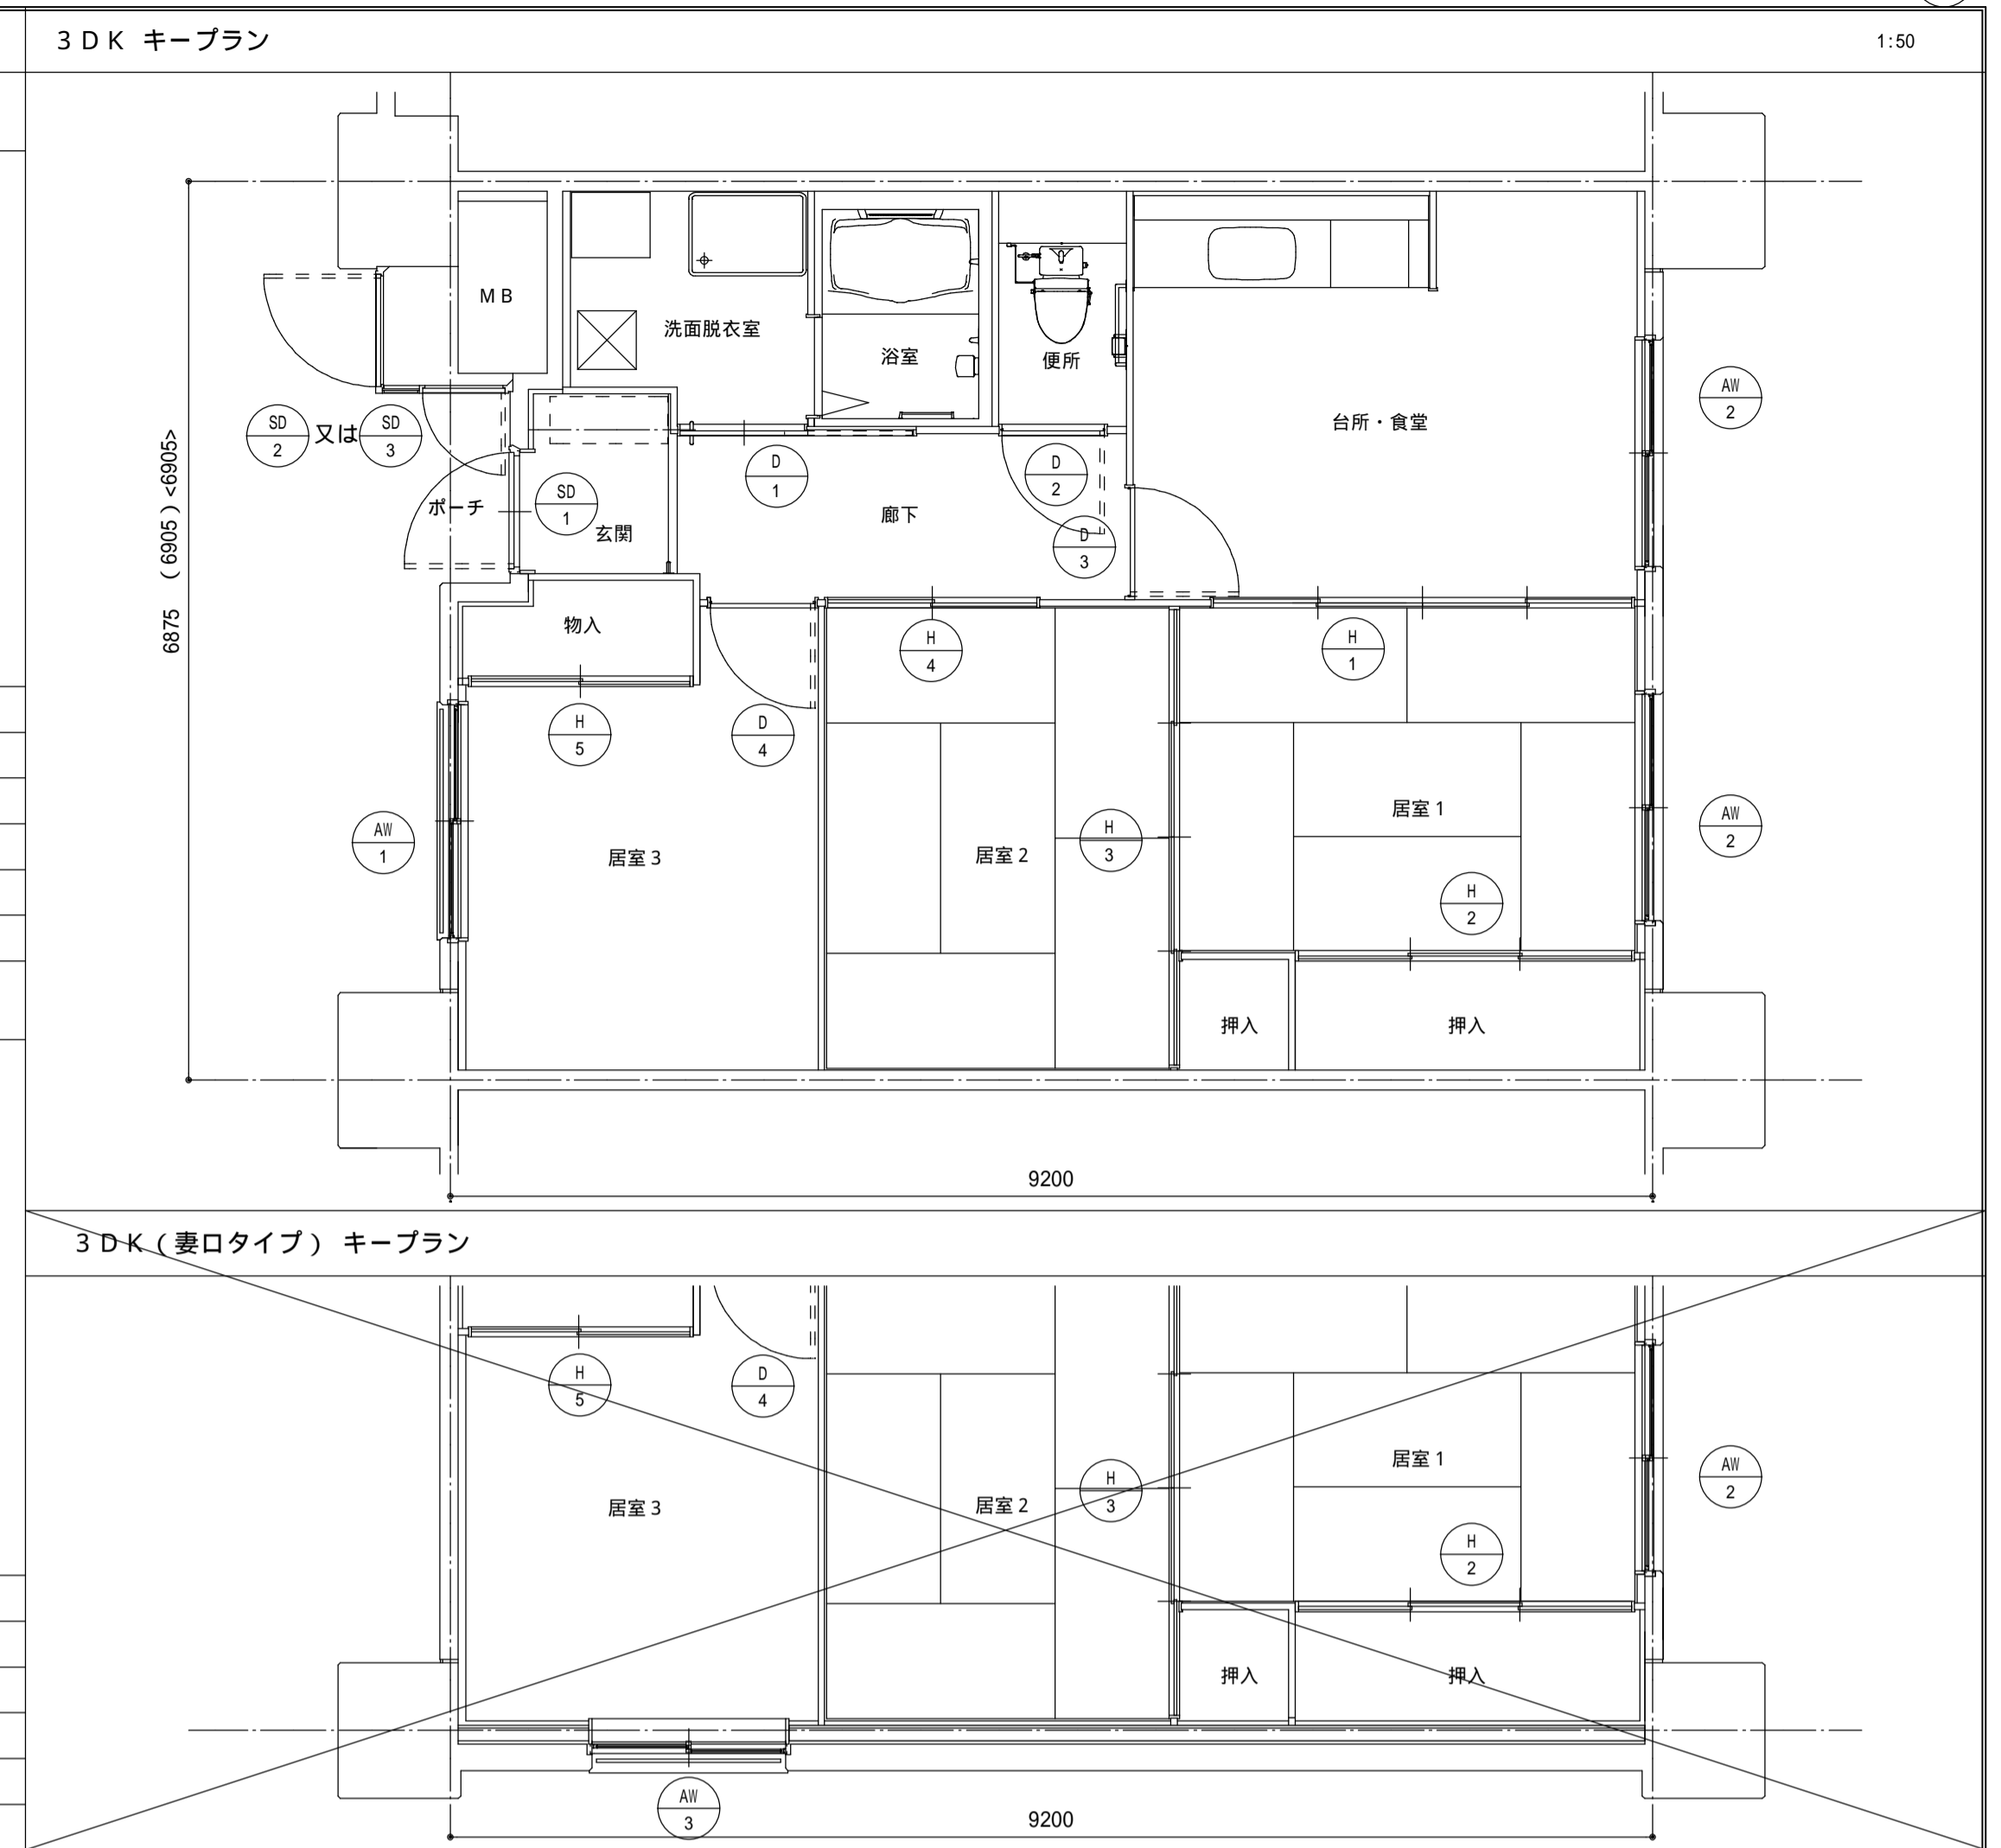 ３ＤＫ キープラン
1:50
ＭＢ
洗面脱衣室
浴室
便所
台所・食堂
AW
2
SD
2
又は
SD
3
D
1
D
2
SD
1
ポーチ
玄関
廊下
D
3
6875 （6905）<6905>
物入
H
4
H
1
H
5
D
4
AW
1
居室３
居室２
H
3
居室１
AW
2
H
2
押入
押入
9200
３ＤＫ（妻ロタイプ） キープラン
H
5
D
4
居室３
居室２
H
3
居室１
AW
2
H
2
押入
押入
AW
3
9200